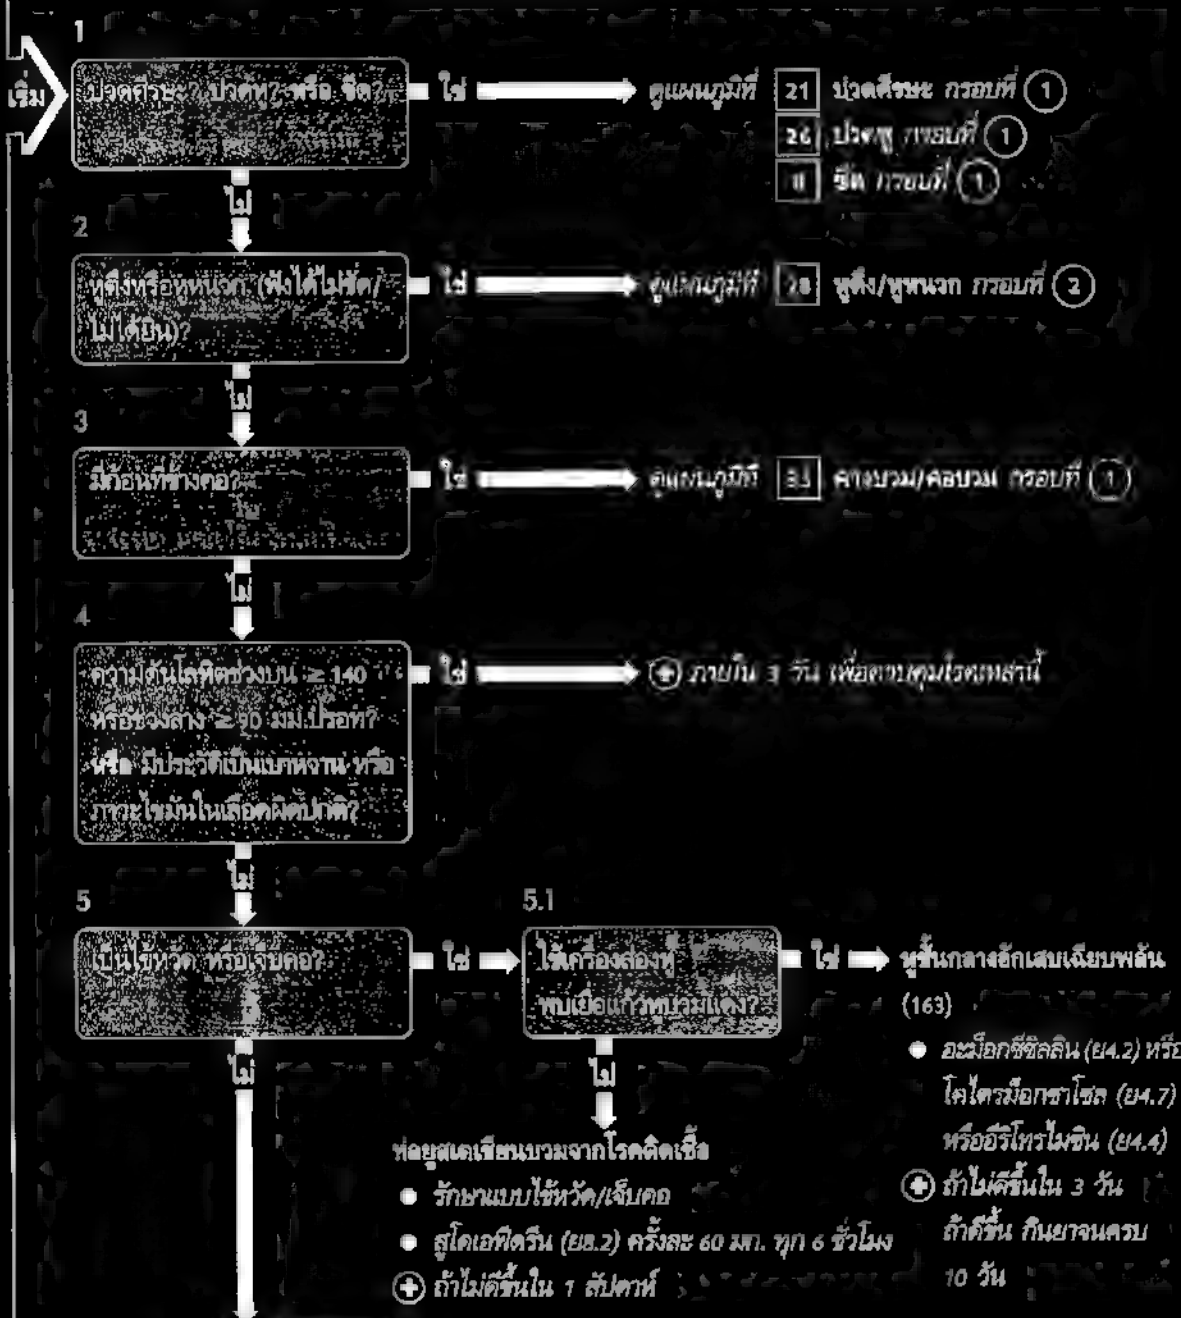 เริ่ม
1
ปวดศีรษะ? ปวดหู? หรือ ซีด?
ใช่
ดูแผนภูมิที่ 21 ปวดศีรษะ กรอบที่ 1
26 ปวดหู กรอบที่ 1
ซีด กรอบที่ 1
ไม่
2
หูตึงหรือหูหนวก (ฟังได้ไม่ชัด/
ไม่ได้ยิน)?
ใช่
ดูแผนภูมิที่ 28 หูตึง/หูหนวก กรอบที่ 2
ไม่
3
มีก้อนที่ข้างคอ?
ใช่
ดูแผนภูมิที่ คางบวม/คอบวม กรอบที่ 1
ไม่
4
ความดันโลหิตช่วงบน ≥ 140
หรือช่วงล่าง ≥ 90 มม.ปรอท?
หรือ มีประวัติเป็นเบาหวาน หรือ
ภาวะไขมันในเลือดผิดปกติ?
ใช่
ภายใน 3 วัน เพื่อควบคุมโรคเหล่านี้
ไม่
5
เป็นไข้หวัด หรือเจ็บคอ?
ใช่
5.1
ใช้เครื่องส่องหู
พบเยื่อแก้วหูบวมแดง?
ใช่
หูชั้นกลางอักเสบเฉียบพลัน
(163)
อะม็อกซีซิลลิน (ย4.2) หรือ
โคไตรม็อกซาโซล (ย4.7)
หรืออีริโทรไมซิน (ย4.4)
ถ้าไม่ดีขึ้นใน 3 วัน
ถ้าดีขึ้น กินยาจนครบ
10 วัน
ไม่
ท่อยูสเตเชียนบวมจากโรคติดเชื้อ
รักษาแบบไข้หวัด/เจ็บคอ
สูโดเอฟีดรีน (ย8.2) ครั้งละ 60 มก. ทุก 6 ชั่วโมง
ถ้าไม่ดีขึ้นใน 1 สัปดาห์
ไม่